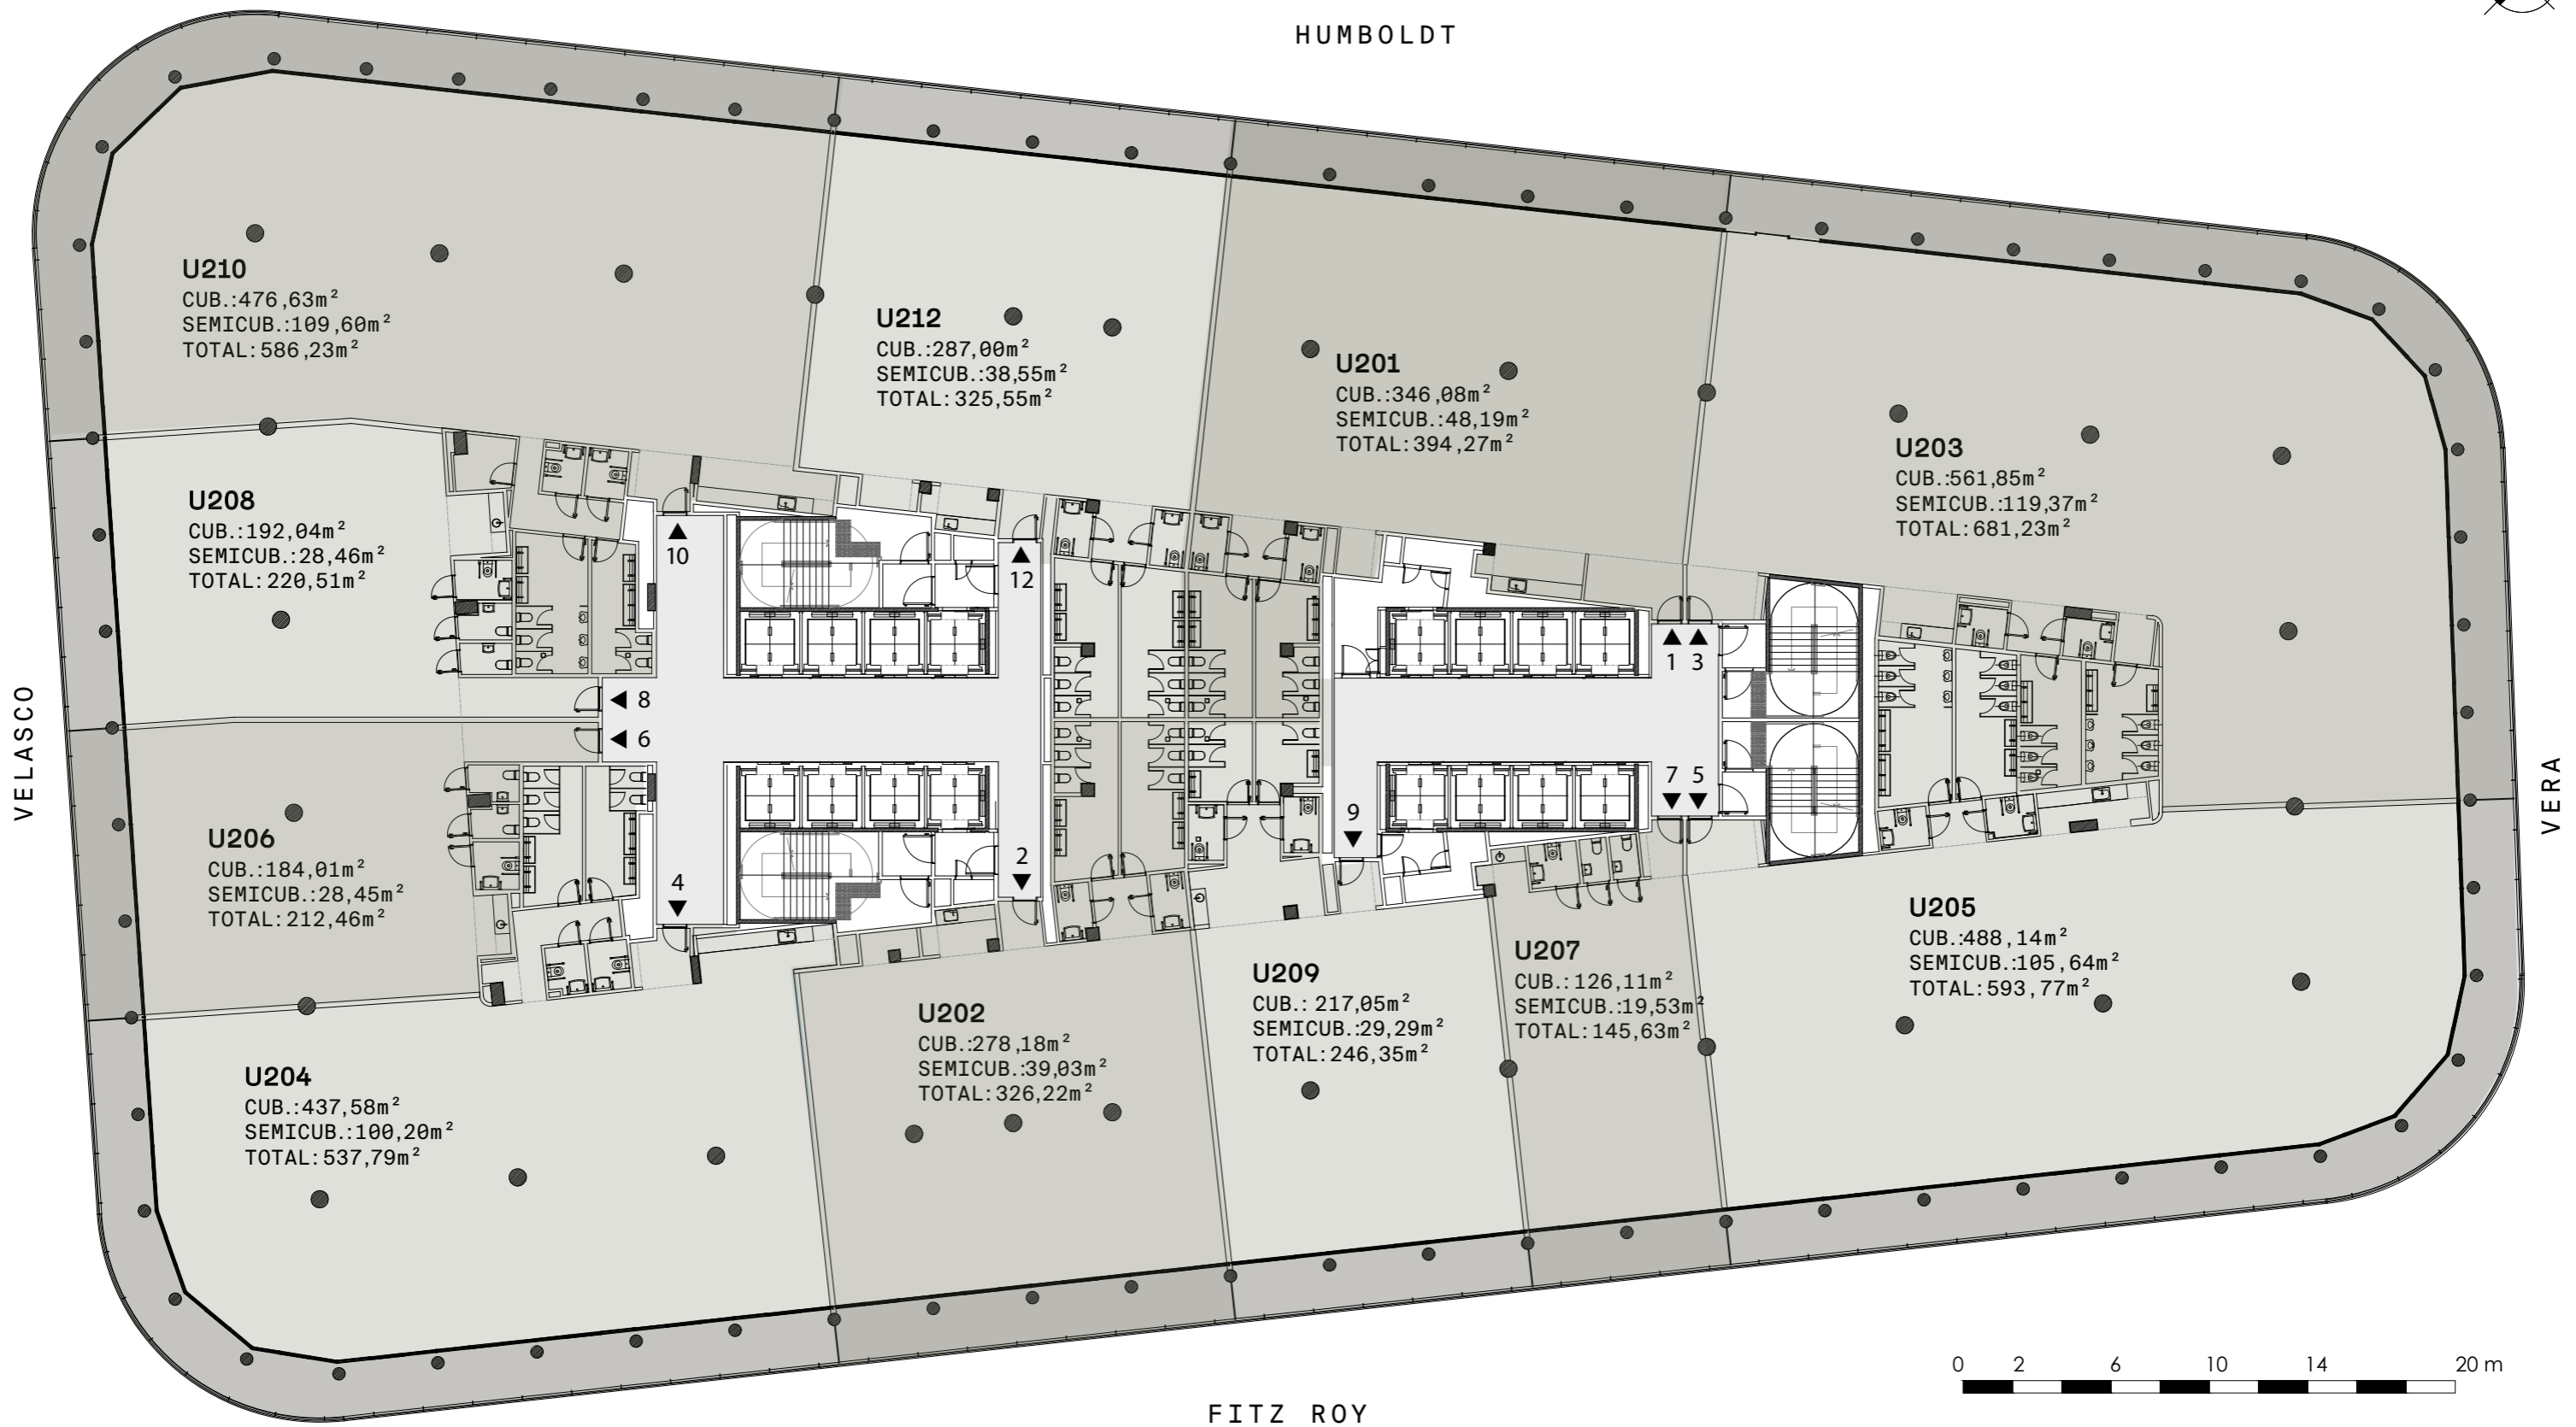 HUMBOLDT
U210
CUB.:476,63m²
SEMICUB.:109,60m²
TOTAL:586,23m²
U212
CUB.:287,00m²
SEMICUB.:38,55m²
TOTAL:325,55m²
U201
CUB.:346,08m²
SEMICUB.:48,19m²
TOTAL:394,27m²
U203
CUB.:561,85m²
SEMICUB.:119,37m²
TOTAL:681,23m²
U208
CUB.:192,04m²
SEMICUB.:28,46m²
TOTAL:220,51m²
10
12
1 3
8
6
VELASCO
VERA
7 5
9
2
4
U206
CUB.:184,01m²
SEMICUB.:28,45m²
TOTAL:212,46m²
U205
CUB.:488,14m²
SEMICUB.:105,64m²
TOTAL:593,77m²
U207
CUB.:126,11m²
SEMICUB.:19,53m²
TOTAL:145,63m²
U209
CUB.: 217,05m²
SEMICUB.:29,29m²
TOTAL:246,35m²
U202
CUB.:278,18m²
SEMICUB.:39,03m²
TOTAL:326,22m²
U204
CUB.:437,58m²
SEMICUB.:100,20m²
TOTAL:537,79m²
0 2 6 10 14 20 m
FITZ ROY